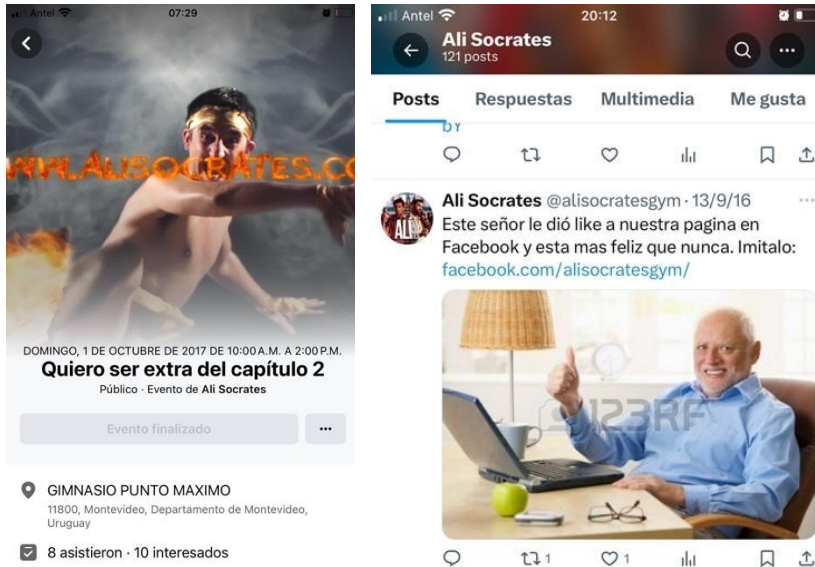 Antel
07:29
WWW.ALISOCRATES.CO
DOMINGO, 1 DE OCTUBRE DE 2017 DE 10:00 A.M. A 2:00 P.M.
Quiero ser extra del capítulo 2
Público · Evento de Ali Socrates
Evento finalizado
GIMNASIO PUNTO MAXIMO
11800, Montevideo, Departamento de Montevideo,
Uruguay
8 asistieron · 10 interesados
Antel
20:12
Ali Socrates
121 posts
Posts Respuestas Multimedia Me gusta
by
Ali Socrates @alisocratesgym · 13/9/16
ALI
Este señor le dió like a nuestra pagina en
Facebook y esta mas feliz que nunca. Imitalo:
facebook.com/alisocratesgym/
123RF
1 1